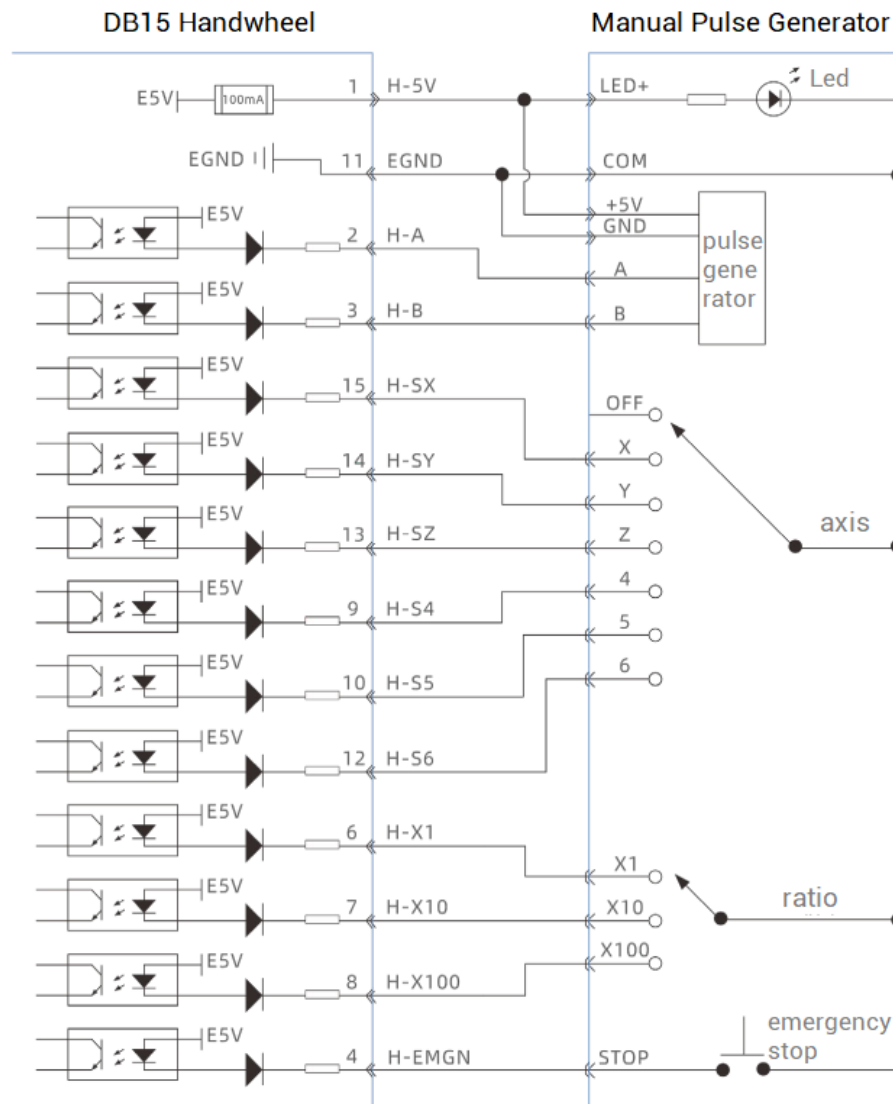 DB15 Handwheel Manual Pulse Generator
E5V 100mA 1 H-5V LED+ Led
EGND 11 EGND COM
E5V +5V
2 H-A GND
pulse
gene
rator
A
E5V
3 H-B B
E5V
15 H-SX OFF
X
E5V
14 H-SY Y
E5V
13 H-SZ Z axis
E5V
9 H-S4 4
E5V
10 H-S5 5
6
E5V
12 H-S6
E5V
6 H-X1 X1
E5V
7 H-X10 X10 ratio
E5V
8 H-X100 X100
E5V
4 H-EMGN STOP
emergency
stop